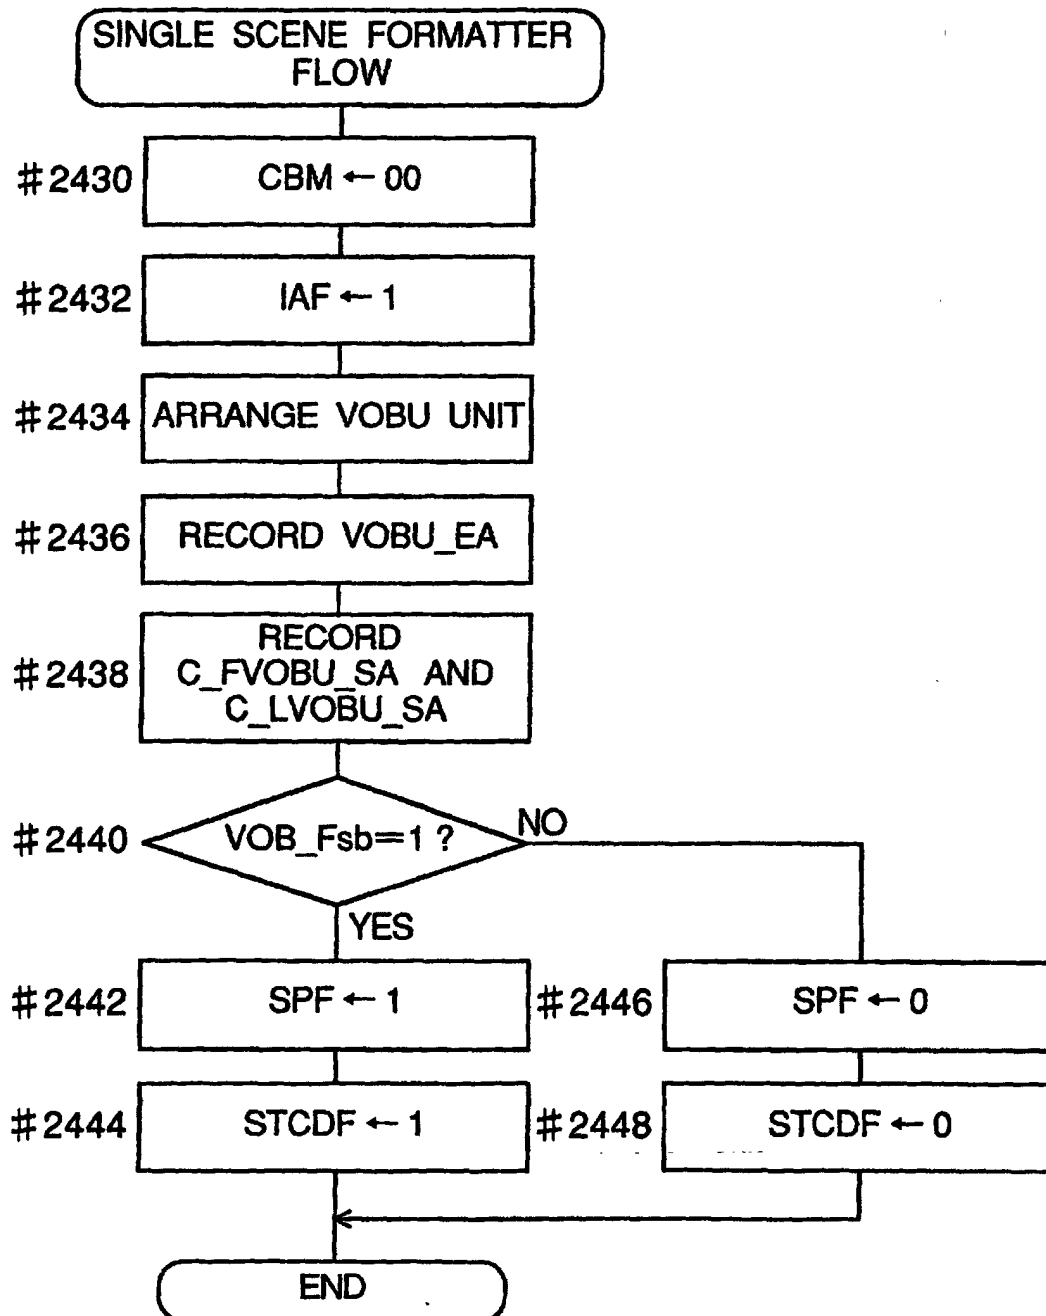 SINGLE SCENE FORMATTER
FLOW
#2430
CBM ← 00
#2432
IAF ← 1
#2434
ARRANGE VOBU UNIT
#2436
RECORD VOBU_EA
#2438
RECORD
C_FVOBU_SA AND
C_LVOBU_SA
#2440
VOB_Fsb=1 ?
NO
YES
#2442
SPF ← 1
#2446
SPF ← 0
#2444
STCDF ← 1
#2448
STCDF ← 0
END